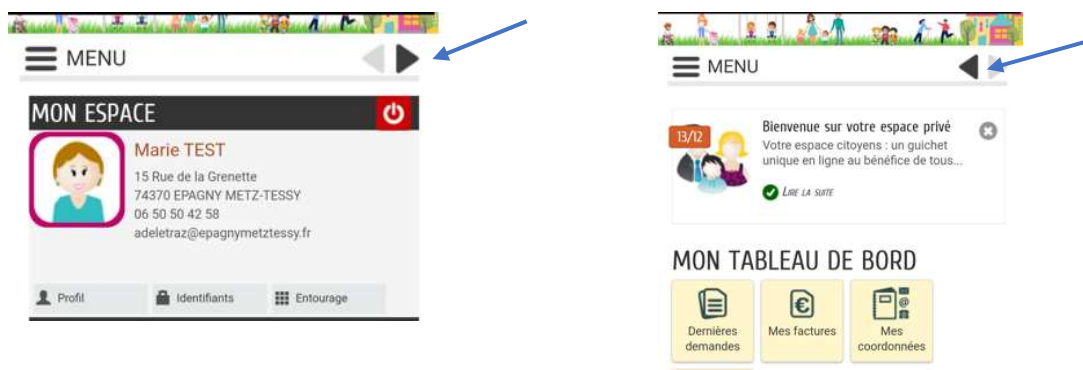 MENU
MON ESPACE
Marie TEST
15 Rue de la Grenette
74370 EPAGNY METZ-TESSY
06 50 50 42 58
adeletraz@epagnymetztessy.fr
Profil
Identifiants
Entourage
MENU
13/12
Bienvenue sur votre espace privé
Votre espace citoyens : un guichet
unique en ligne au bénéfice de tous...
LIRE LA SUITE
MON TABLEAU DE BORD
Dernières
demandes
Mes factures
Mes
coordonnées